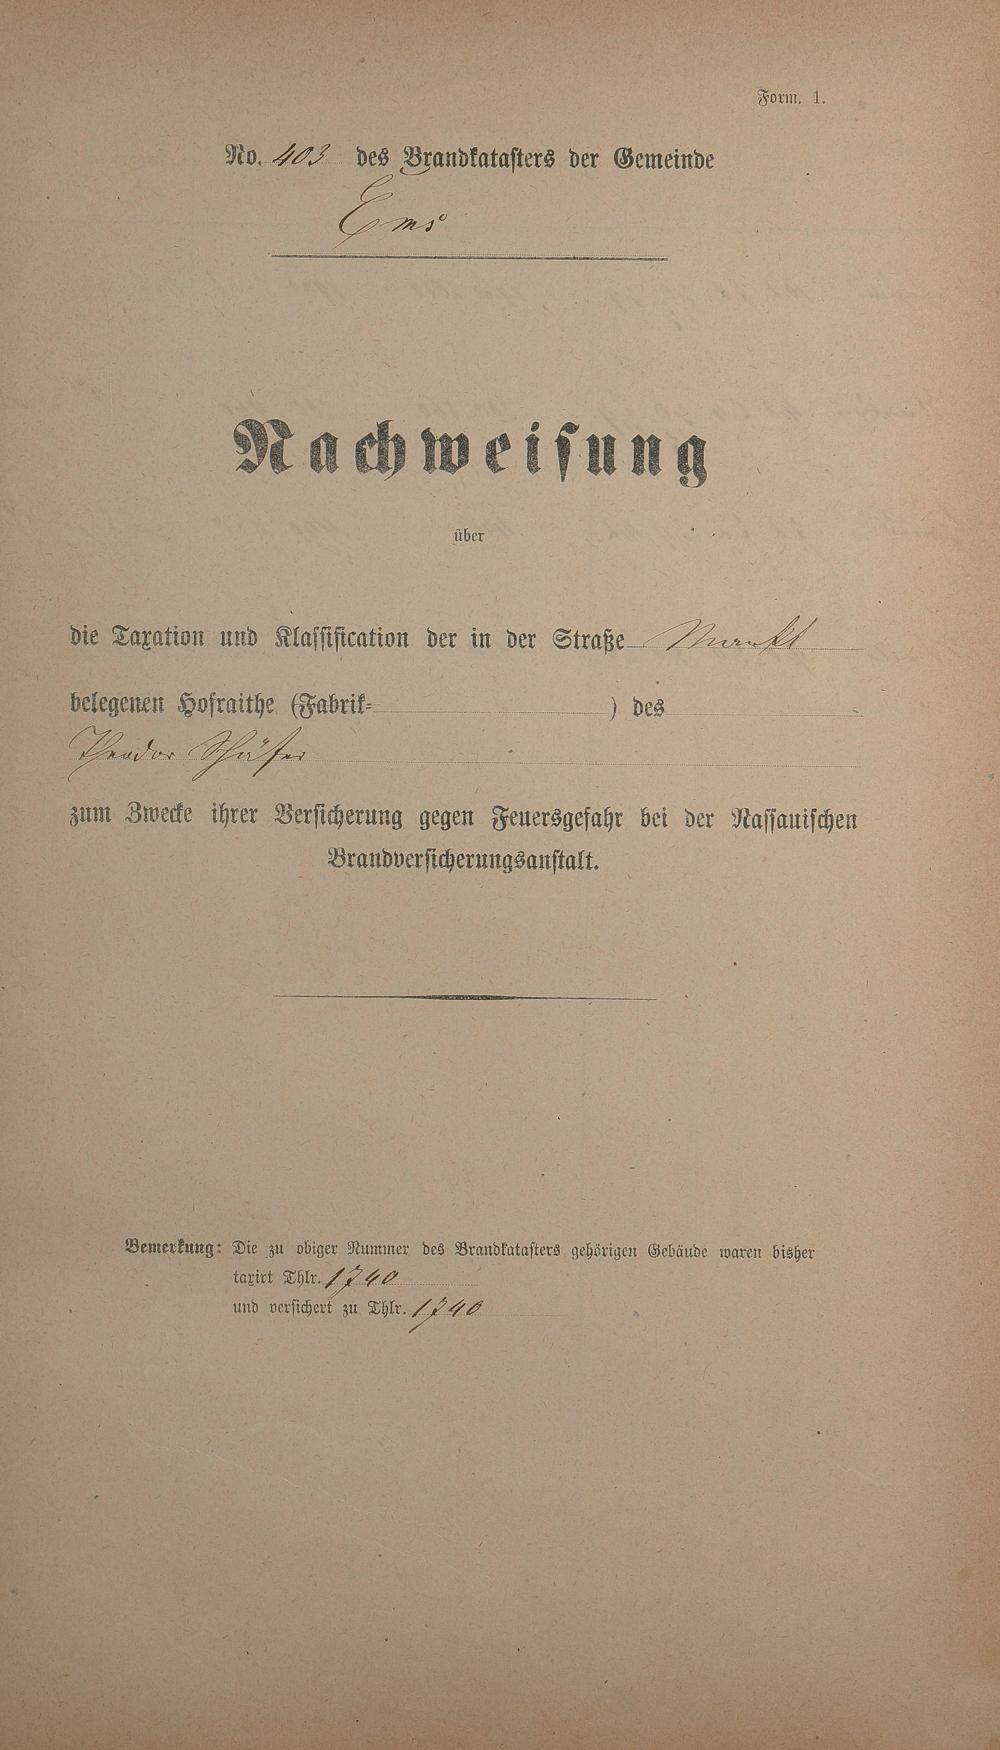 Form. 1.
No. 403 des Brandkatasters der Gemeinde
Ems
Nachweisung
über
die Taxation und Klassification der in der Straße
belegenen Hofraithe (Fabrik= ) des
Theodor Schäfer
zum Zwecke ihrer Versicherung gegen Feuersgefahr bei der Nassauischen
Brandversicherungsanstalt.
Bemerkung: Die zu obiger Nummer des Brandkatasters gehörigen Gebäude waren bisher
taxirt Thlr. 1740
und versichert zu Thlr. 1740